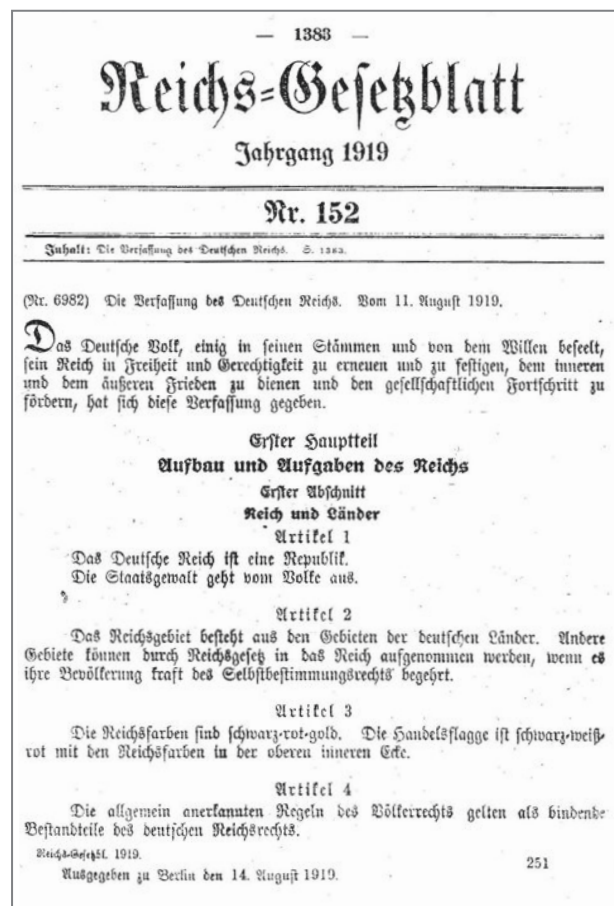 — 1383 —
Reichs-Gesetzblatt
Jahrgang 1919
Nr. 152
Inhalt: Die Verfassung des Deutschen Reichs. S. 1383.
(Nr. 6982) Die Verfassung des Deutschen Reichs. Vom 11. August 1919.
Das Deutsche Volk, einig in seinen Stämmen und von dem Willen beseelt,
sein Reich in Freiheit und Gerechtigkeit zu erneuen und zu festigen, dem inneren
und dem äußeren Frieden zu dienen und den gesellschaftlichen Fortschritt zu
fördern, hat sich diese Verfassung gegeben.
Erster Hauptteil
Aufbau und Aufgaben des Reichs
Erster Abschnitt
Reich und Länder
Artikel 1
Das Deutsche Reich ist eine Republik.
Die Staatsgewalt geht vom Volke aus.
Artikel 2
Das Reichsgebiet besteht aus den Gebieten der deutschen Länder. Andere
Gebiete können durch Reichsgesetz in das Reich aufgenommen werden, wenn es
ihre Bevölkerung kraft des Selbstbestimmungsrechts begehrt.
Artikel 3
Die Reichsfarben sind schwarz-rot-gold. Die Handelsflagge ist schwarz-weiß-
rot mit den Reichsfarben in der oberen inneren Ecke.
Artikel 4
Die allgemein anerkannten Regeln des Völkerrechts gelten als bindende
Bestandteile des deutschen Reichsrechts.
Reichs-Gesetzbl. 1919.
251
Ausgegeben zu Berlin den 14. August 1919.